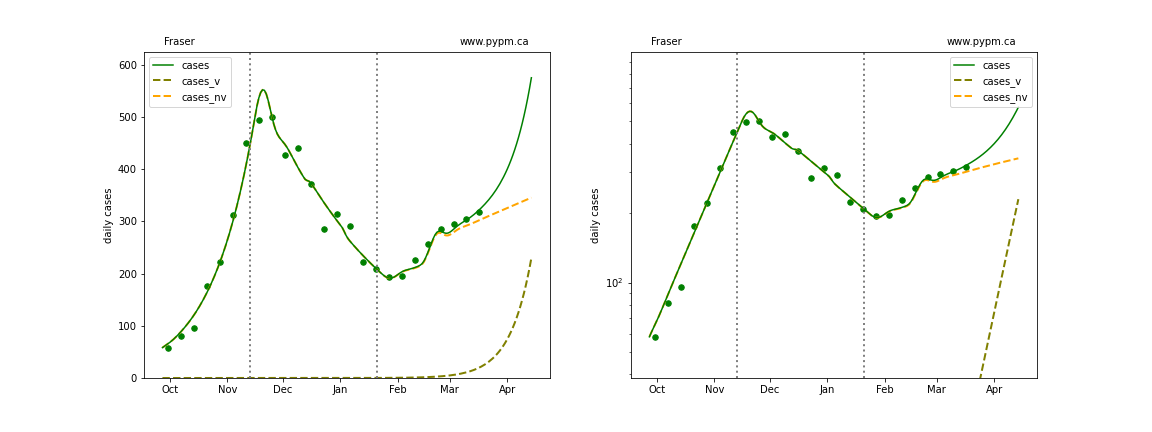 Fraser www.pypm.ca
cases
cases_v
cases_nv
daily cases
600
500
400
300
200
100
0
Oct Nov Dec Jan Feb Mar Apr
Fraser www.pypm.ca
cases
cases_v
cases_nv
daily cases
10²
Oct Nov Dec Jan Feb Mar Apr